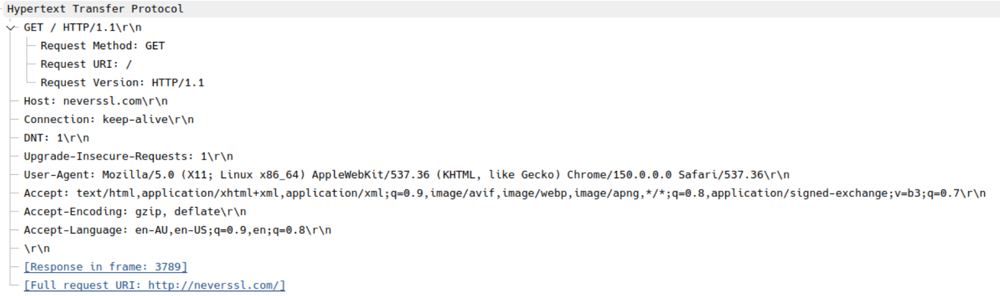 Hypertext Transfer Protocol
GET / HTTP/1.1\r\n
Request Method: GET
Request URI: /
Request Version: HTTP/1.1
Host: neverssl.com\r\n
Connection: keep-alive\r\n
DNT: 1\r\n
Upgrade-Insecure-Requests: 1\r\n
User-Agent: Mozilla/5.0 (X11; Linux x86_64) AppleWebKit/537.36 (KHTML, like Gecko) Chrome/150.0.0.0 Safari/537.36\r\n
Accept: text/html,application/xhtml+xml,application/xml;q=0.9,image/avif,image/webp,image/apng,*/*;q=0.8,application/signed-exchange;v=b3;q=0.7\r\n
Accept-Encoding: gzip, deflate\r\n
Accept-Language: en-AU,en-US;q=0.9,en;q=0.8\r\n
\r\n
[Response in frame: 3789]
[Full request URI: http://neverssl.com/]